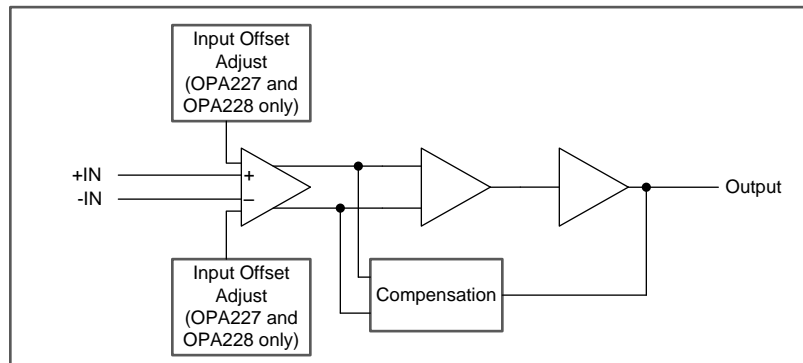 Input Offset
Adjust
(OPA227 and
OPA228 only)
+IN
-IN
+
−
Output
Input Offset
Adjust
(OPA227 and
OPA228 only)
Compensation